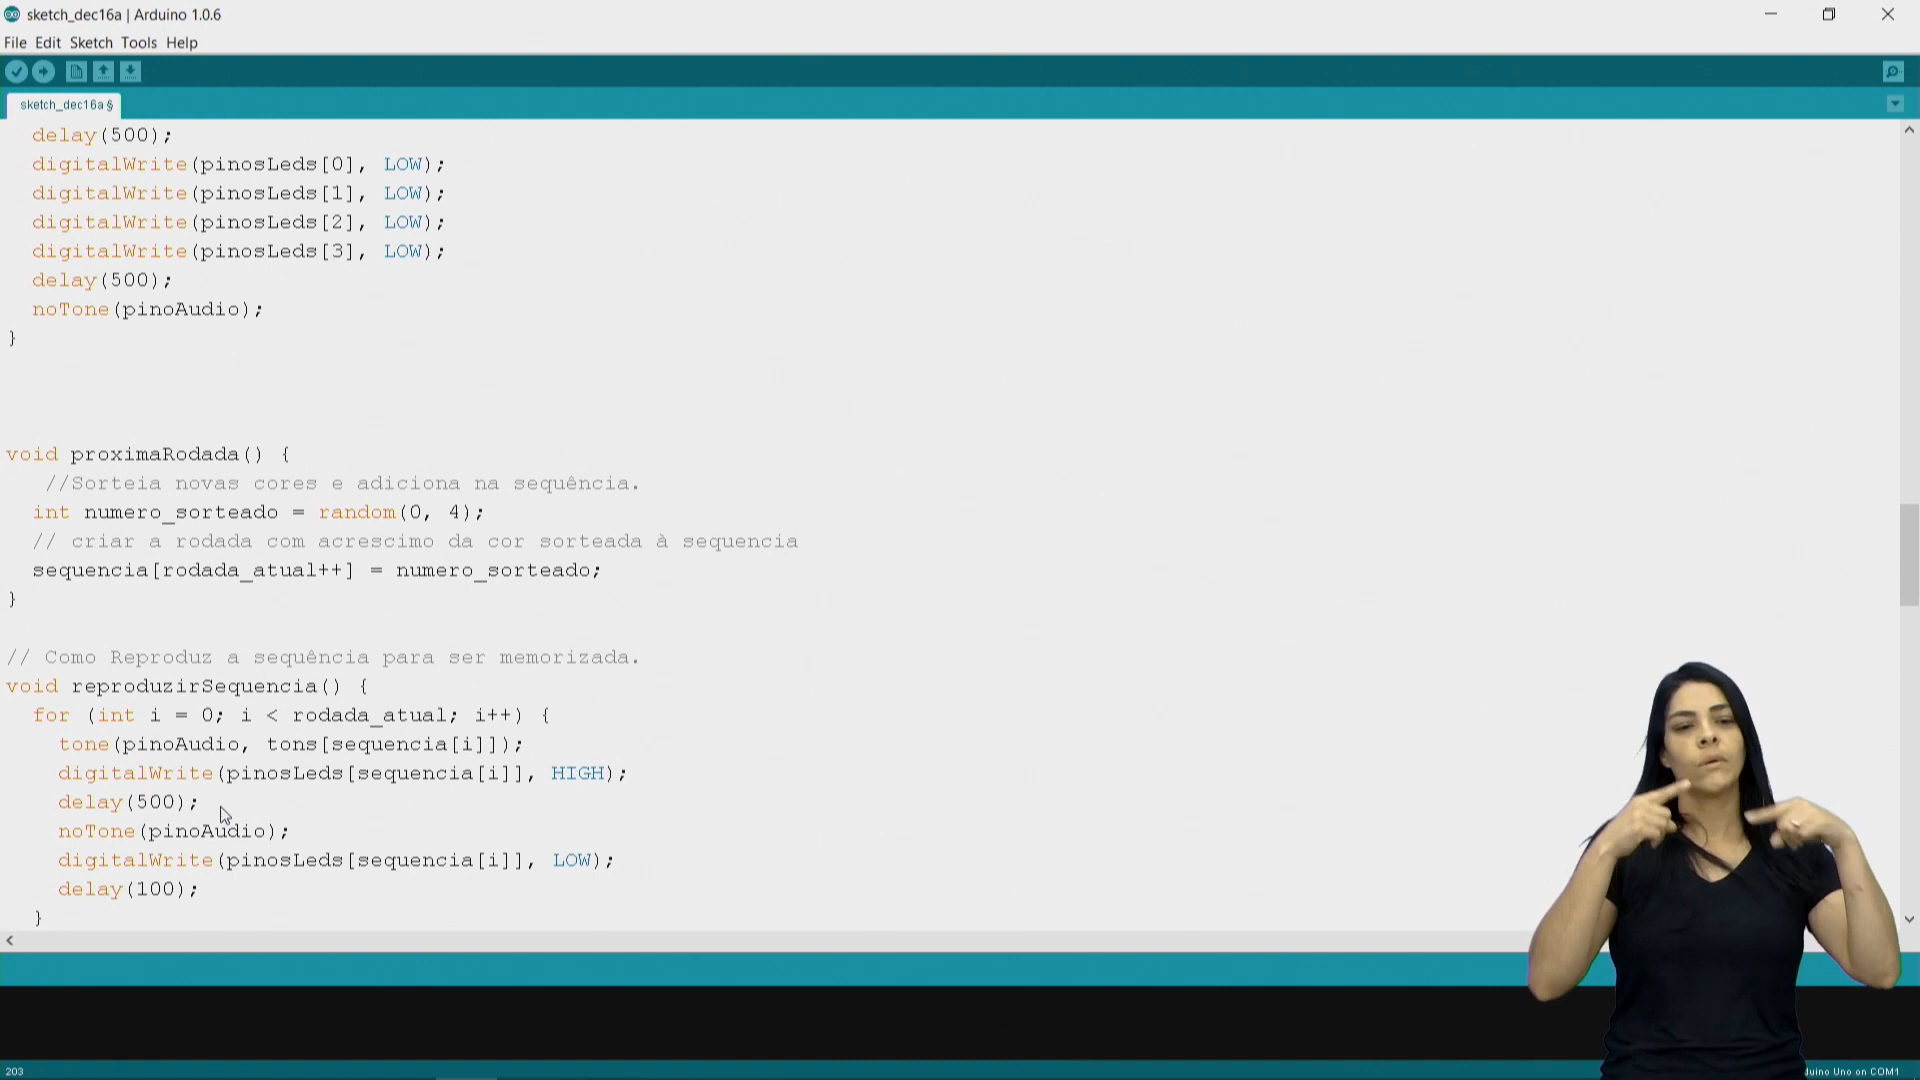 sketch_dec16a | Arduino 1.0.6
File Edit Sketch Tools Help
sketch_dec16a §
delay(500);
digitalWrite(pinosLeds[0], LOW);
digitalWrite(pinosLeds[1], LOW);
digitalWrite(pinosLeds[2], LOW);
digitalWrite(pinosLeds[3], LOW);
delay(500);
noTone(pinoAudio);
}
void proximaRodada() {
//Sorteia novas cores e adiciona na sequência.
int numero_sorteado = random(0, 4);
// criar a rodada com acrescimo da cor sorteada à sequencia
sequencia[rodada_atual++] = numero_sorteado;
}
// Como Reproduz a sequência para ser memorizada.
void reproduzirSequencia() {
for (int i = 0; i < rodada_atual; i++) {
tone(pinoAudio, tons[sequencia[i]]);
digitalWrite(pinosLeds[sequencia[i]], HIGH);
delay(500);
noTone(pinoAudio);
digitalWrite(pinosLeds[sequencia[i]], LOW);
delay(100);
}
203
on COM1